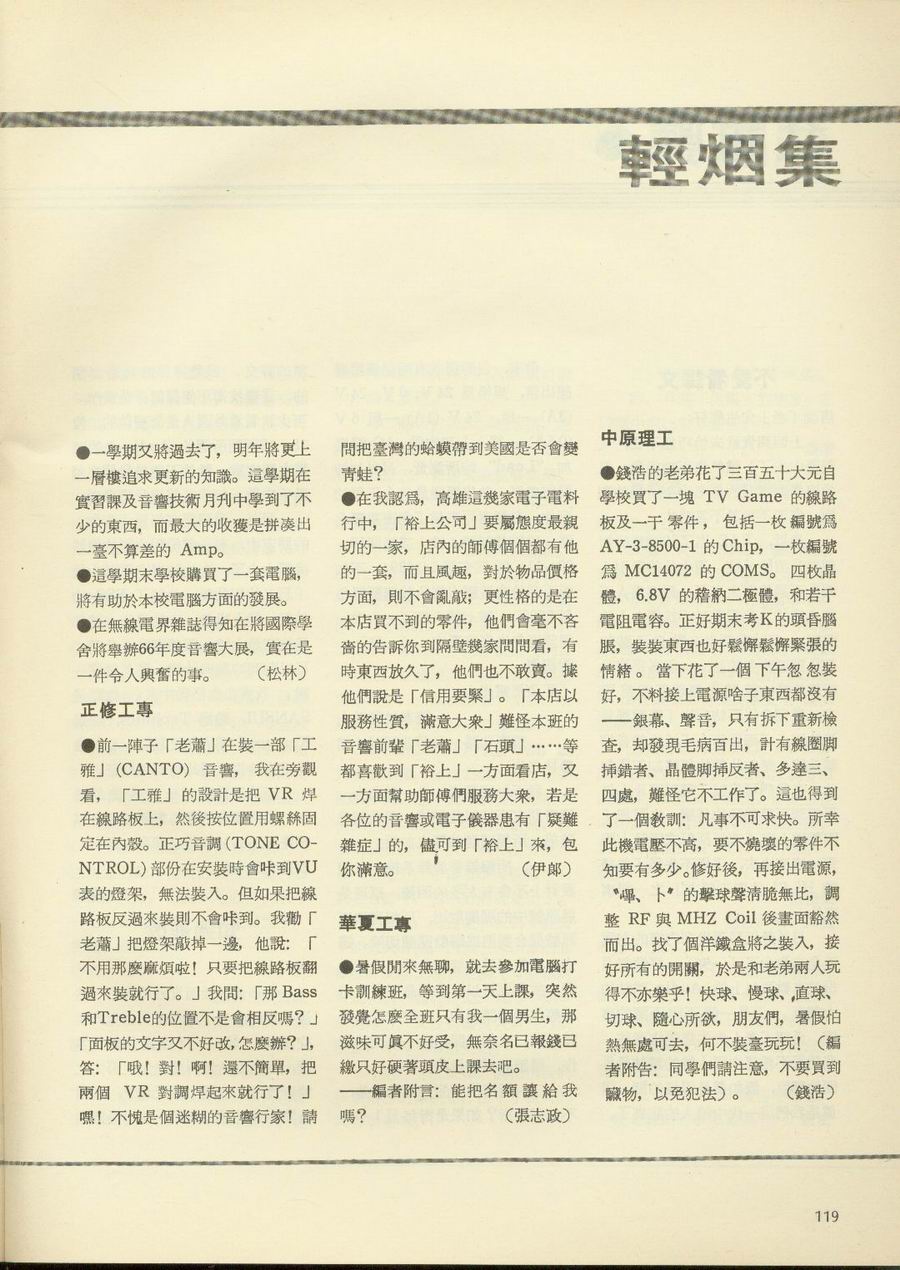 輕烟集
●一學期又將過去了，明年將更上
一層樓追求更新的知識。這學期在
實習課及音響技術月刋中學到了不
少的東西，而最大的收獲是拼凑出
一臺不算差的 Amp。
●這學期末學校購買了一套電腦，
將有助於本校電腦方面的發展。
●在無線電界雜誌得知在將國際學
舍將舉辦66年度音響大展，實在是
一件令人興奮的事。　　（松林）
正修工專
●前一陣子「老蕭」在裝一部「工
雅」(CANTO) 音響，我在旁觀
看，「工雅」的設計是把 VR 焊
在線路板上，然後按位置用螺絲固
定在內殼。正巧音調 (TONE CO-
NTROL) 部份在安裝時會咔到VU
表的燈架，無法裝入。但如果把線
路板反過來裝則不會咔到。我勸「
老蕭」把燈架敲掉一邊，他說：「
不用那麼麻煩啦！只要把線路板翻
過來裝就行了。」我問：「那 Bass
和Treble的位置不是會相反嗎？」
「面板的文字又不好改,怎麼辦？」，
答：「哦！對！啊！還不簡單，把
兩個 VR 對調焊起來就行了！」
嘿！不愧是個迷糊的音響行家！請
問把臺灣的蛤蟆帶到美國是否會變
青蛙？
●在我認爲，高雄這幾家電子電料
行中，「裕上公司」要屬態度最親
切的一家，店內的師傅個個都有他
的一套，而且風趣，對於物品價格
方面，則不會亂敲；更性格的是在
本店買不到的零件，他們會毫不吝
嗇的告訴你到隔壁幾家問問看，有
時東西放久了，他們也不敢賣。據
他們說是「信用要緊」。「本店以
服務性質，滿意大衆」難怪本班的
音響前輩「老蕭」「石頭」……等
都喜歡到「裕上」一方面看店，又
一方面幫助師傅們服務大衆，若是
各位的音響或電子儀器患有「疑難
雜症」的，儘可到「裕上」來，包
你滿意。　　　　　　（伊郞）
華夏工專
●暑假閒來無聊，就去參加電腦打
卡訓練班，等到第一天上課，突然
發覺怎麼全班只有我一個男生，那
滋味可眞不好受，無奈名已報錢已
繳只好硬著頭皮上課去吧。
——編者附言：能把名額讓給我
嗎？　　　　　　　（張志政）
中原理工
●錢浩的老弟花了三百五十大元自
學校買了一塊 TV Game 的線路
板及一干零件，包括一枚編號爲
AY-3-8500-1 的Chip，一枚編號
爲 MC14072 的 COMS。四枚晶
體，6.8V 的稽納二極體，和若干
電阻電容。正好期末考K的頭昏腦
脹，裝裝東西也好鬆懈鬆懈緊張的
情緒。當下花了一個下午忽忽裝
好，不料接上電源啥子東西都沒有
——銀幕、聲音，只有拆下重新檢
查，却發現毛病百出，計有線圈脚
揷錯者、晶體脚揷反者、多達三、
四處，難怪它不工作了。這也得到
了一個敎訓：凡事不可求快。所幸
此機電壓不高，要不燒壞的零件不
知要有多少。修好後，再接出電源，
〝嗶、卜〞的擊球聲淸脆無比，調
整 RF 與 MHZ Coil 後畫面豁然
而出。找了個洋鐵盒將之裝入，接
好所有的開關，於是和老弟兩人玩
得不亦樂乎！快球、慢球、直球、
切球、隨心所欲，朋友們，暑假怕
熱無處可去，何不裝臺玩玩！（編
者附告：同學們請注意，不要買到
贓物，以免犯法）。　　（錢浩）
119